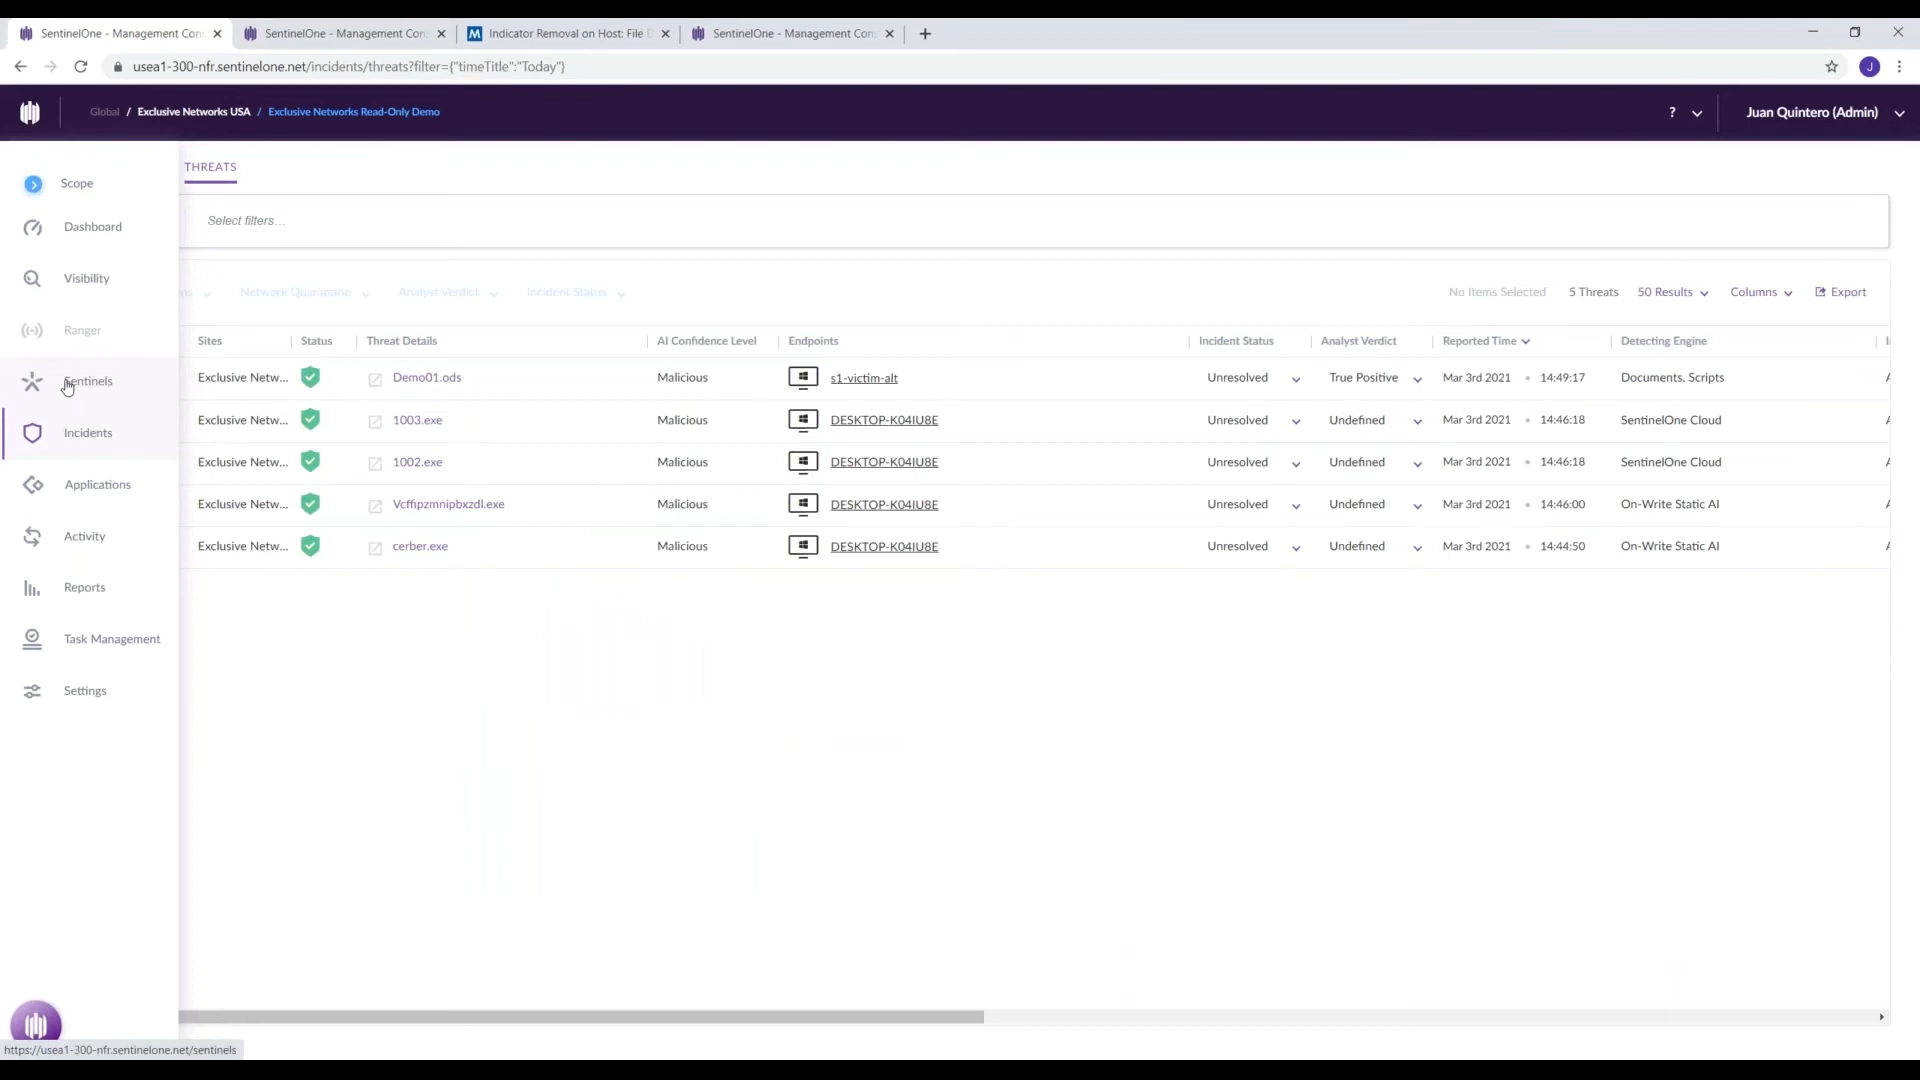 SentinelOne - Management Con
SentinelOne - Management Con
Indicator Removal on Host: File D
SentinelOne - Management Con
usea1-300-nfr.sentinelone.net/incidents/threats?filter={"timeTitle":"Today"}
J
Global / Exclusive Networks USA / Exclusive Networks Read-Only Demo
?
Juan Quintero (Admin)
Scope
Dashboard
Visibility
Ranger
Sentinels
Incidents
Applications
Activity
Reports
Task Management
Settings
THREATS
Select filters...
Network Quarantine
Analyst Verdict
Incident Status
No Items Selected
5 Threats
50 Results
Columns
Export
Sites Status Threat Details AI Confidence Level Endpoints Incident Status Analyst Verdict Reported Time Detecting Engine
Exclusive Netw... Demo01.ods Malicious s1-victim-alt Unresolved True Positive Mar 3rd 2021 • 14:49:17 Documents, Scripts
Exclusive Netw... 1003.exe Malicious DESKTOP-K04IU8E Unresolved Undefined Mar 3rd 2021 • 14:46:18 SentinelOne Cloud
Exclusive Netw... 1002.exe Malicious DESKTOP-K04IU8E Unresolved Undefined Mar 3rd 2021 • 14:46:18 SentinelOne Cloud
Exclusive Netw... Vcffipzmnipbxzdl.exe Malicious DESKTOP-K04IU8E Unresolved Undefined Mar 3rd 2021 • 14:46:00 On-Write Static AI
Exclusive Netw... cerber.exe Malicious DESKTOP-K04IU8E Unresolved Undefined Mar 3rd 2021 • 14:44:50 On-Write Static AI
https://usea1-300-nfr.sentinelone.net/sentinels